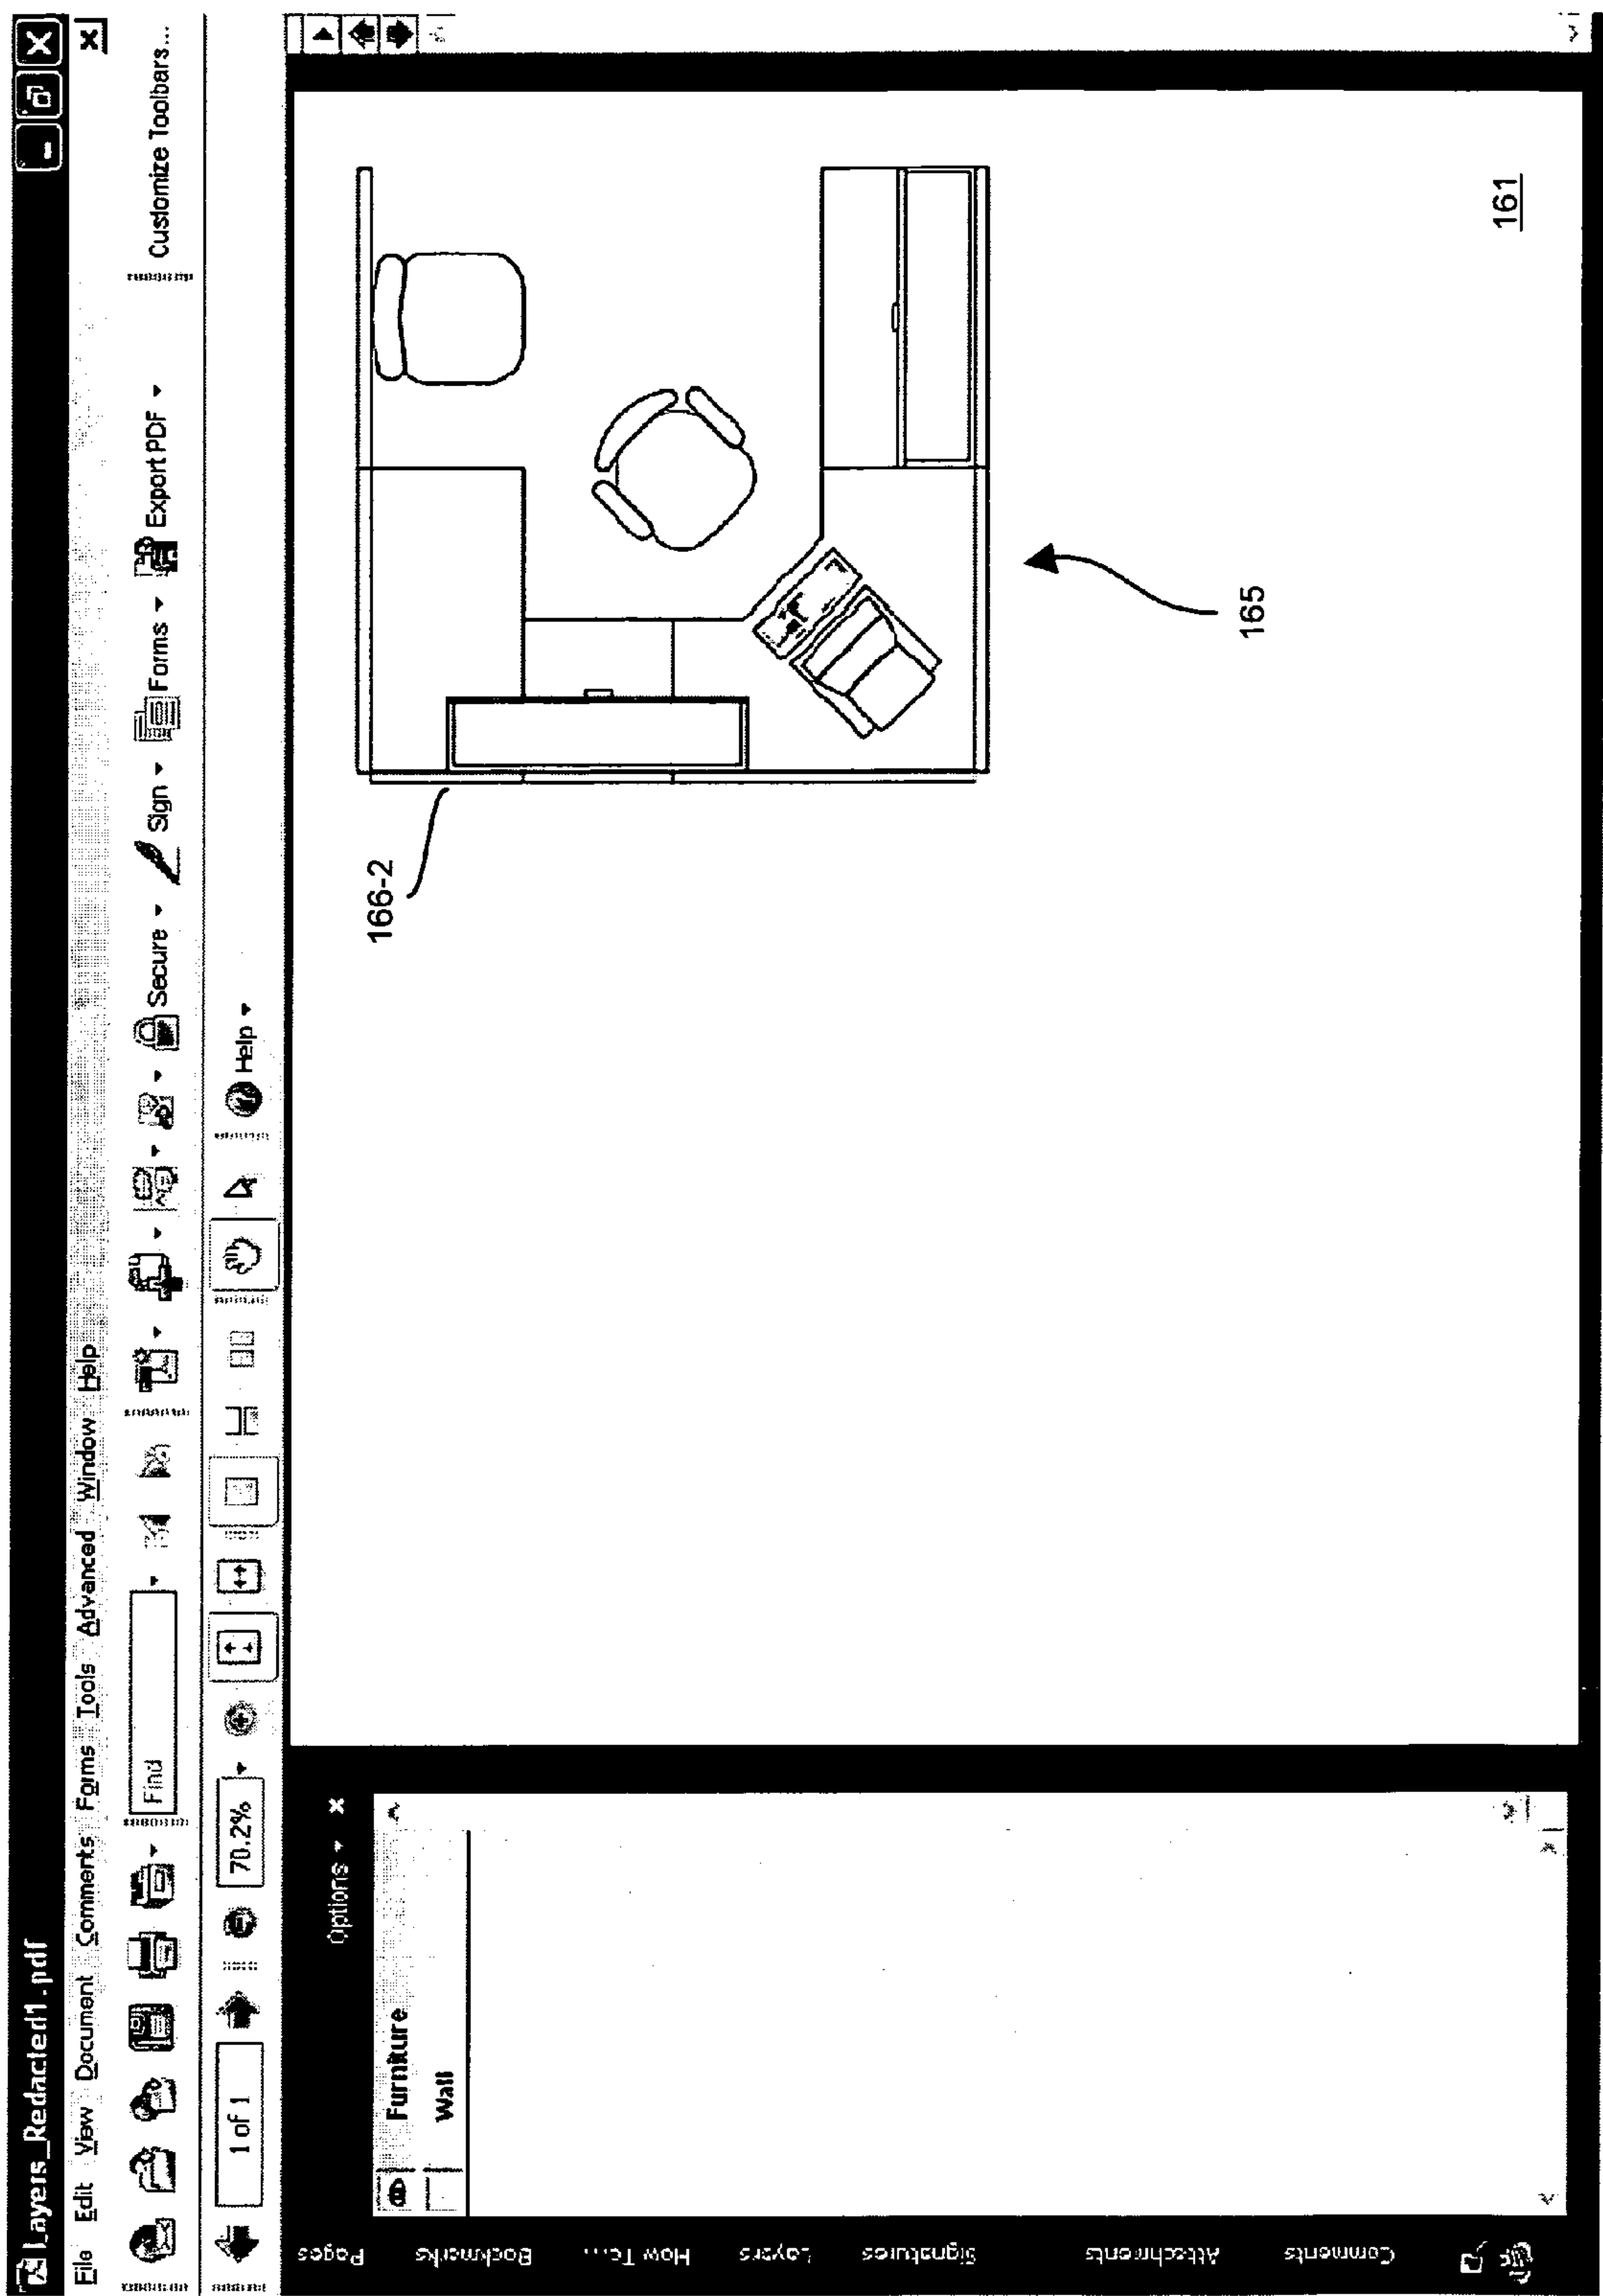 Layers_Redacted1.pdf
File Edit View Document Comments Forms Tools Advanced Window Help
Find
Secure
Sign
Forms
Export PDF
Customize Toolbars...
1 of 1
70.2%
Help
Options
Furniture
Wall
Pages
Bookmarks
How To...
Layers
Signatures
Attachments
Comments
166-2
165
161